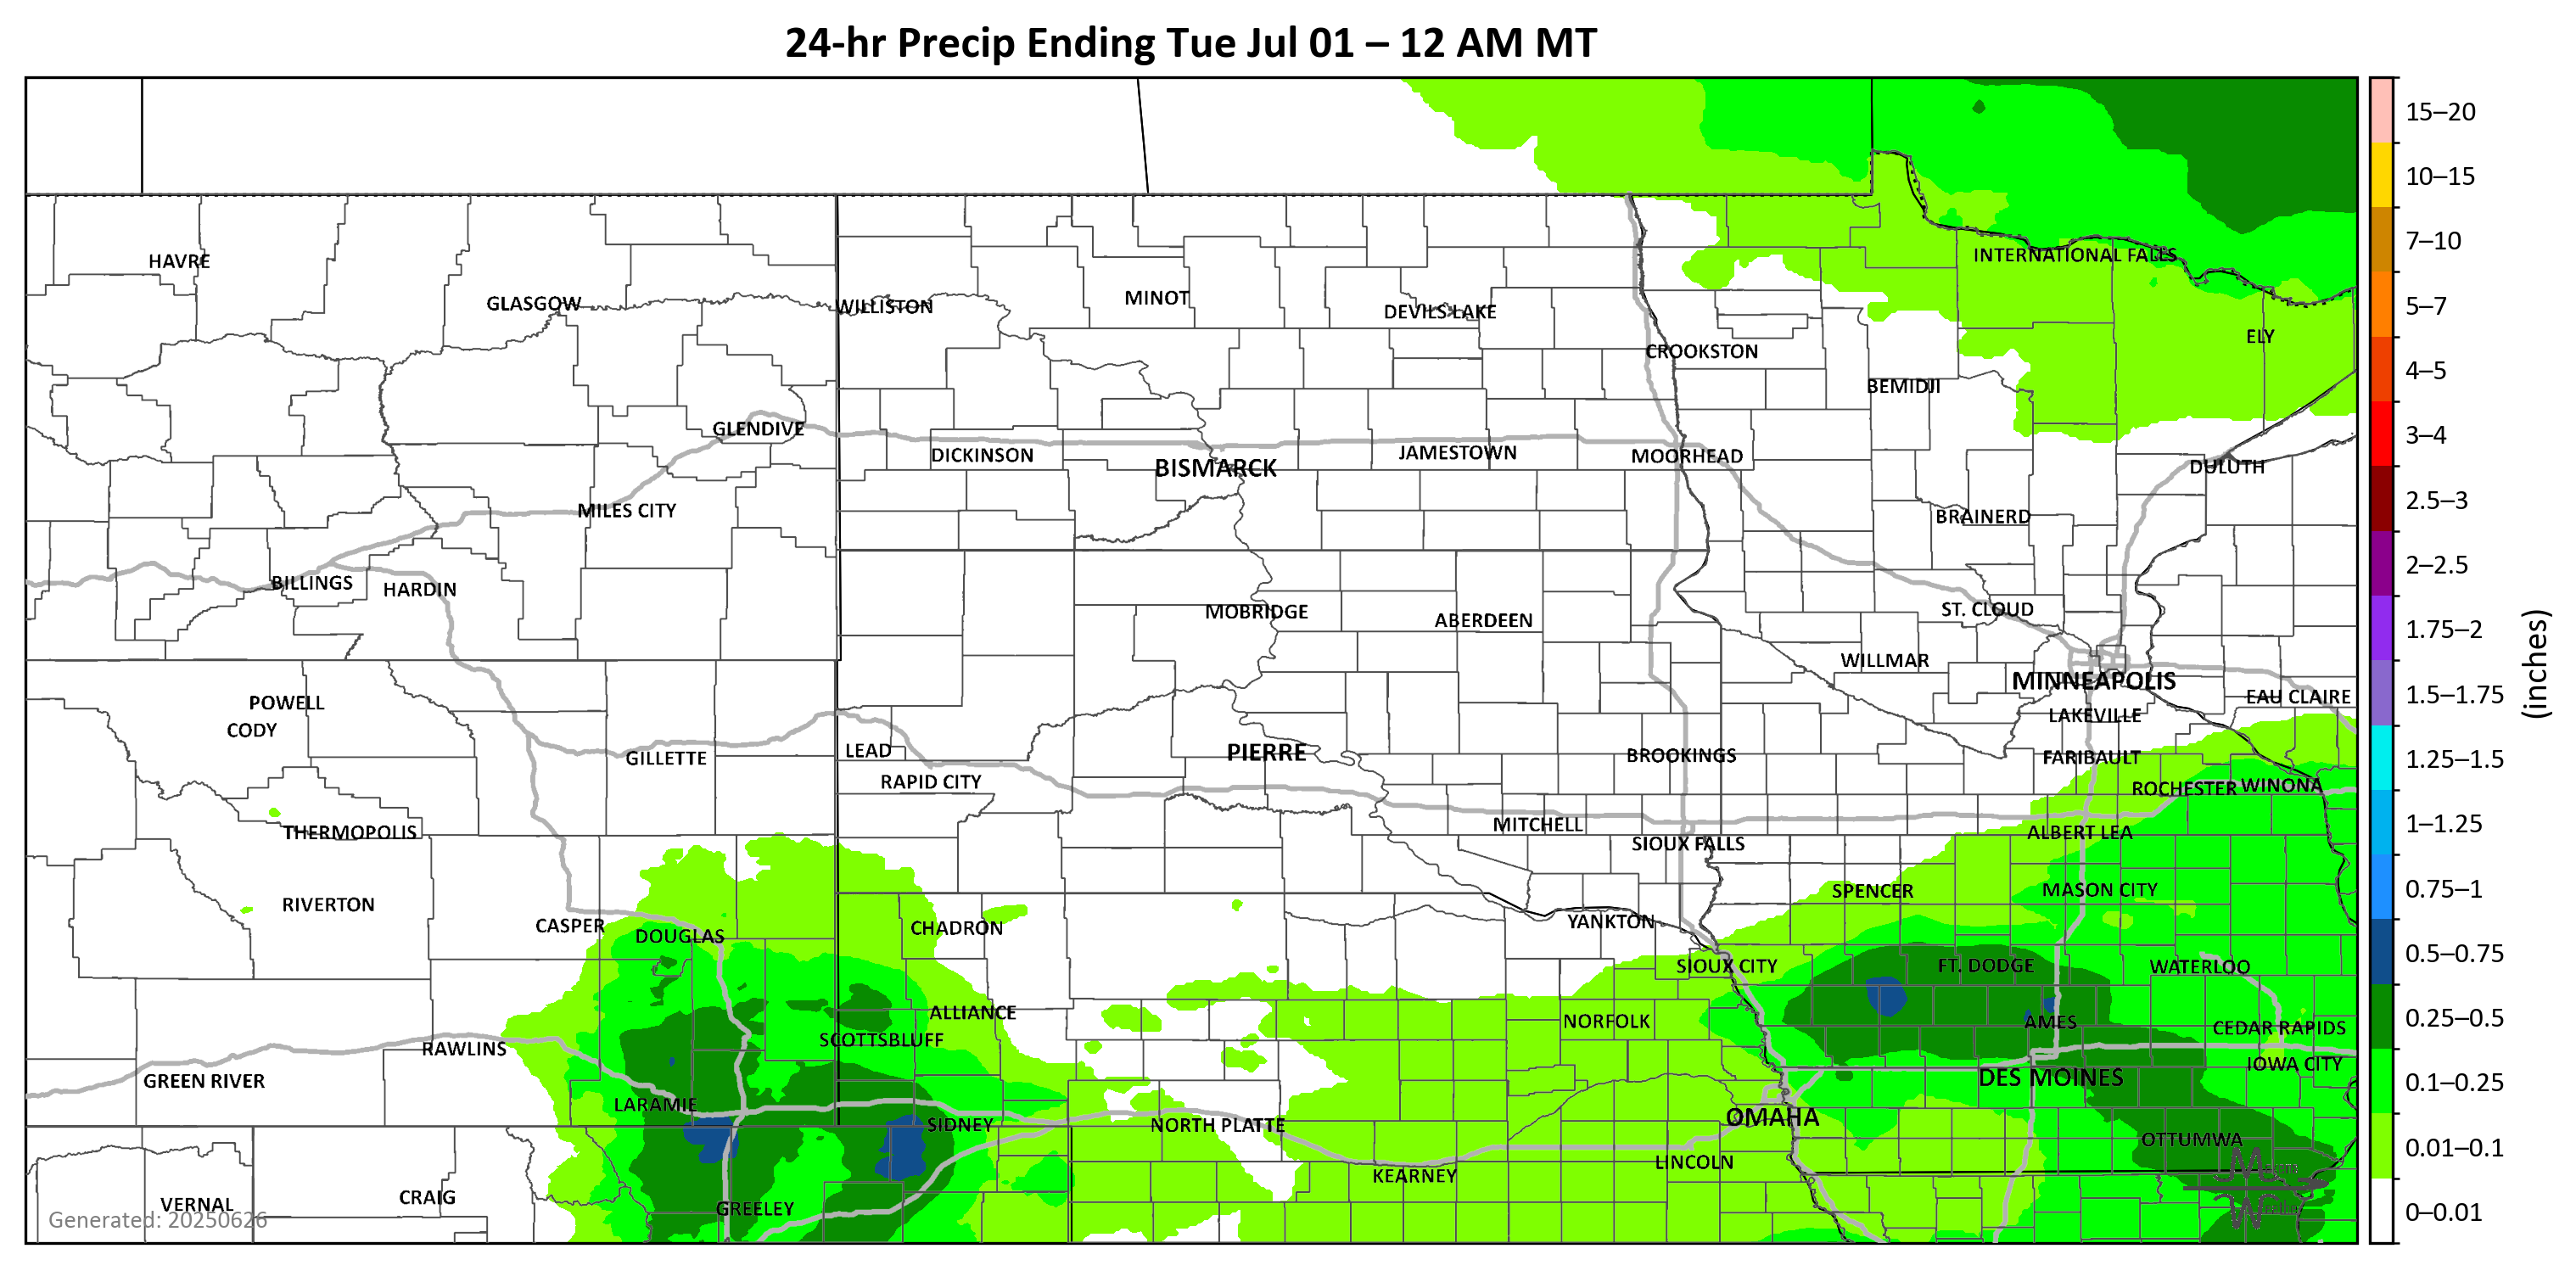 24-hr Precip Ending Tue Jul 01 – 12 AM MT
HAVRE
GLASGOW
WILLISTON
MINOT
DEVILS LAKE
INTERNATIONAL FALLS
ELY
CROOKSTON
BEMIDJI
GLENDIVE
DICKINSON
BISMARCK
JAMESTOWN
MOORHEAD
DULUTH
MILES CITY
BRAINERD
BILLINGS
HARDIN
MOBRIDGE
ABERDEEN
ST. CLOUD
WILLMAR
MINNEAPOLIS
EAU CLAIRE
LAKEVILLE
POWELL
CODY
GILLETTE
LEAD
RAPID CITY
PIERRE
BROOKINGS
FARIBAULT
ROCHESTER
WINONA
THERMOPOLIS
MITCHELL
SIOUX FALLS
ALBERT LEA
RIVERTON
CASPER
DOUGLAS
CHADRON
YANKTON
SPENCER
MASON CITY
SIOUX CITY
FT. DODGE
WATERLOO
ALLIANCE
SCOTTSBLUFF
NORFOLK
AMES
CEDAR RAPIDS
IOWA CITY
RAWLINS
GREEN RIVER
DES MOINES
LARAMIE
SIDNEY
NORTH PLATTE
OMAHA
OTTUMWA
LINCOLN
KEARNEY
VERNAL
CRAIG
GREELEY
Generated: 20250626
15–20
10–15
7–10
5–7
4–5
3–4
2.5–3
2–2.5
1.75–2
1.5–1.75
1.25–1.5
1–1.25
0.75–1
0.5–0.75
0.25–0.5
0.1–0.25
0.01–0.1
0–0.01
(inches)